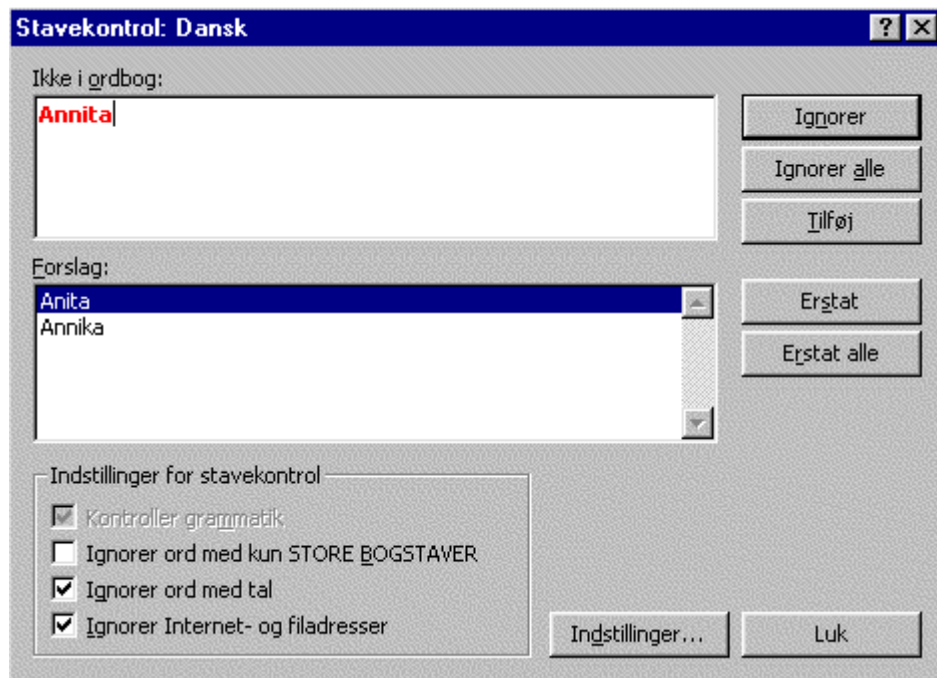 Stavekontrol: Dansk
Ikke i ordbog:
Annita
Ignorer
Ignorer alle
Tilføj
Forslag:
Anita
Annika
Erstat
Erstat alle
Indstillinger for stavekontrol
Kontroller grammatik
Ignorer ord med kun STORE BOGSTAVER
Ignorer ord med tal
Ignorer Internet- og filadresser
Indstillinger...
Luk